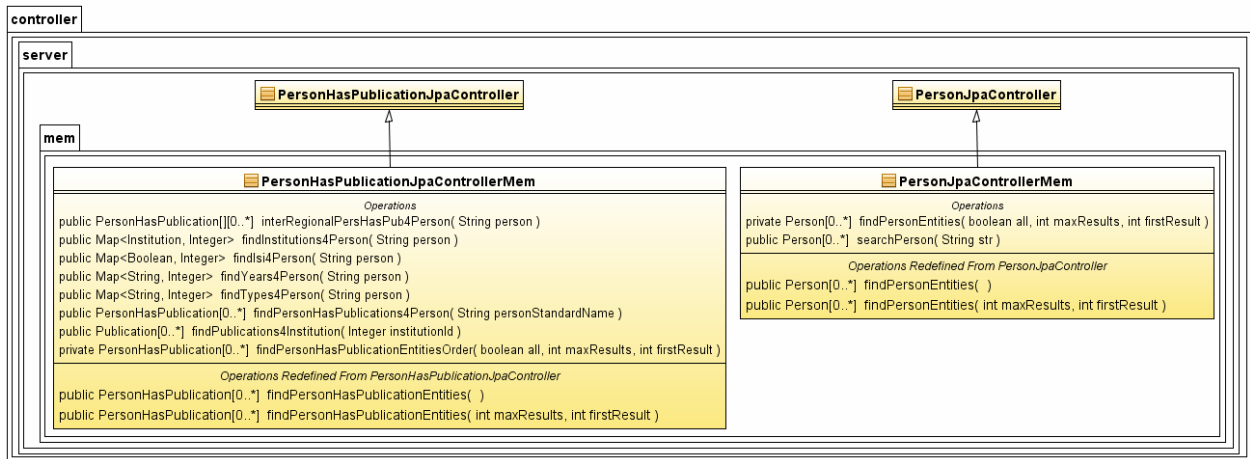 controller
server
PersonHasPublicationJpaController
PersonJpaController
mem
PersonHasPublicationJpaControllerMem
Operations
public PersonHasPublication[][0..*] interRegionalPersHasPub4Person( String person )
public Map<Institution, Integer> findInstitutions4Person( String person )
public Map<Boolean, Integer> findIsi4Person( String person )
public Map<String, Integer> findYears4Person( String person )
public Map<String, Integer> findTypes4Person( String person )
public PersonHasPublication[0..*] findPersonHasPublications4Person( String personStandardName )
public Publication[0..*] findPublications4Institution( Integer institutionId )
private PersonHasPublication[0..*] findPersonHasPublicationEntitiesOrder( boolean all, int maxResults, int firstResult )
Operations Redefined From PersonHasPublicationJpaController
public PersonHasPublication[0..*] findPersonHasPublicationEntities( )
public PersonHasPublication[0..*] findPersonHasPublicationEntities( int maxResults, int firstResult )
PersonJpaControllerMem
Operations
private Person[0..*] findPersonEntities( boolean all, int maxResults, int firstResult )
public Person[0..*] searchPerson( String str )
Operations Redefined From PersonJpaController
public Person[0..*] findPersonEntities( )
public Person[0..*] findPersonEntities( int maxResults, int firstResult )